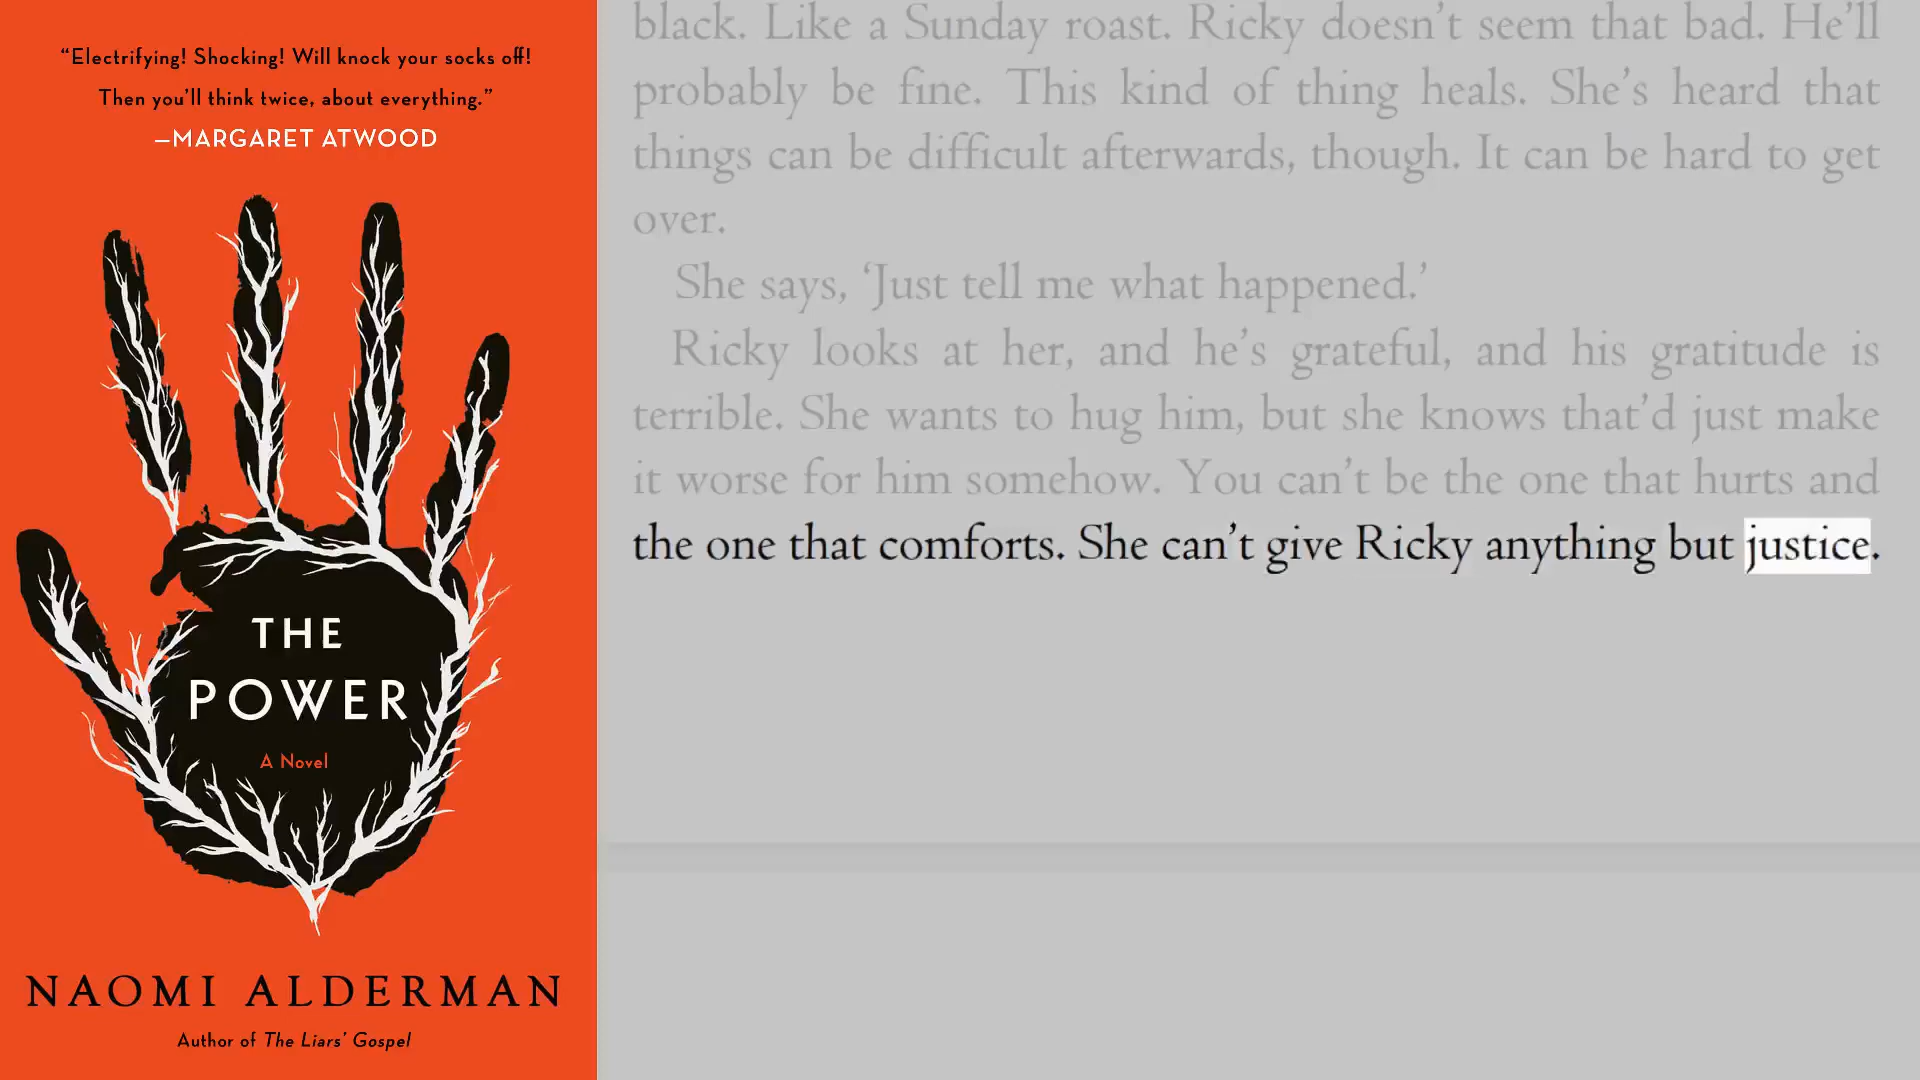 “Electrifying! Shocking! Will knock your socks off!
Then you’ll think twice, about everything.”
—MARGARET ATWOOD
THE
POWER
A Novel
NAOMI ALDERMAN
Author of The Liars’ Gospel
black. Like a Sunday roast. Ricky doesn’t seem that bad. He’ll
probably be fine. This kind of thing heals. She’s heard that
things can be difficult afterwards, though. It can be hard to get
over.
She says, ‘Just tell me what happened.’
Ricky looks at her, and he’s grateful, and his gratitude is
terrible. She wants to hug him, but she knows that’d just make
it worse for him somehow. You can’t be the one that hurts and
the one that comforts. She can’t give Ricky anything but justice.